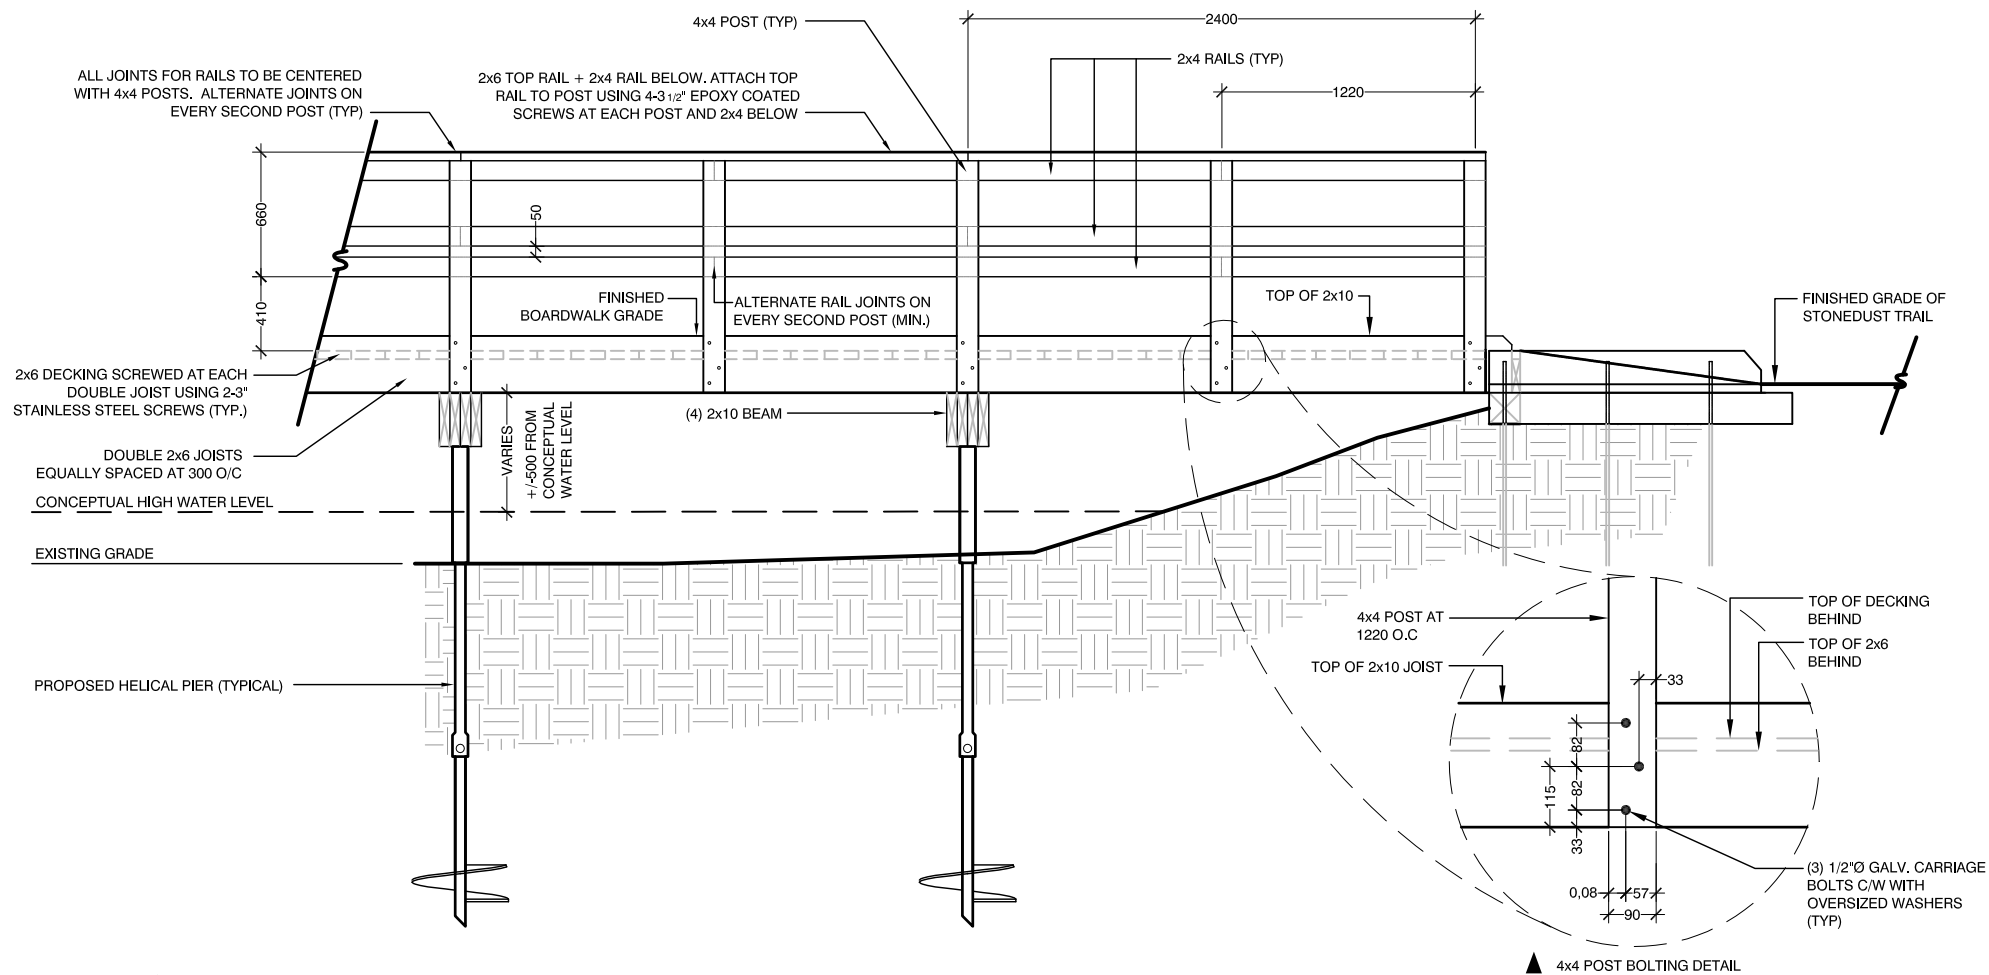 4x4 POST (TYP)
2400
2x4 RAILS (TYP)
1220
ALL JOINTS FOR RAILS TO BE CENTERED
WITH 4x4 POSTS.  ALTERNATE JOINTS ON
EVERY SECOND POST (TYP)
2x6 TOP RAIL + 2x4 RAIL BELOW. ATTACH TOP
RAIL TO POST USING 4-3 1/2" EPOXY COATED
SCREWS AT EACH POST AND 2x4 BELOW
660
50
410
FINISHED
BOARDWALK GRADE
ALTERNATE RAIL JOINTS ON
EVERY SECOND POST (MIN.)
TOP OF 2x10
FINISHED GRADE OF
STONEDUST TRAIL
2x6 DECKING SCREWED AT EACH
DOUBLE JOIST USING 2-3"
STAINLESS STEEL SCREWS (TYP.)
(4) 2x10 BEAM
VARIES
+/-500 FROM
CONCEPTUAL
WATER LEVEL
DOUBLE 2x6 JOISTS
EQUALLY SPACED AT 300 O/C
CONCEPTUAL HIGH WATER LEVEL
EXISTING GRADE
PROPOSED HELICAL PIER (TYPICAL)
4x4 POST AT
1220 O.C
TOP OF 2x10 JOIST
TOP OF DECKING
BEHIND
TOP OF 2x6
BEHIND
33
82
82
115
33
0,08
57
90
(3) 1/2"Ø GALV. CARRIAGE
BOLTS C/W WITH
OVERSIZED WASHERS
(TYP)
4x4 POST BOLTING DETAIL